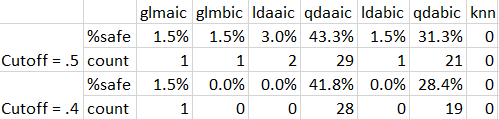 glmaic glmbic ldaaic qdaaic ldabic qdabic knn
%safe 1.5% 1.5% 3.0% 43.3% 1.5% 31.3% 0
Cutoff = .5 count 1 1 2 29 1 21 0
%safe 1.5% 0.0% 0.0% 41.8% 0.0% 28.4% 0
Cutoff = .4 count 1 0 0 28 0 19 0